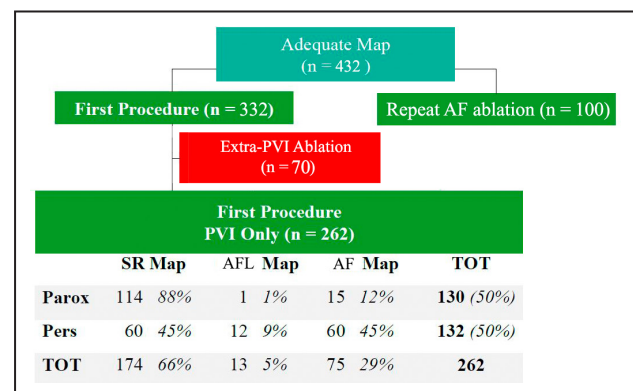 Adequate Map
(n = 432 )
First Procedure (n = 332)
Repeat AF ablation (n = 100)
Extra-PVI Ablation
(n = 70)
First Procedure
PVI Only (n = 262)
SR Map AFL Map AF Map TOT
Parox 114 88% 1 1% 15 12% 130 (50%)
Pers 60 45% 12 9% 60 45% 132 (50%)
TOT 174 66% 13 5% 75 29% 262